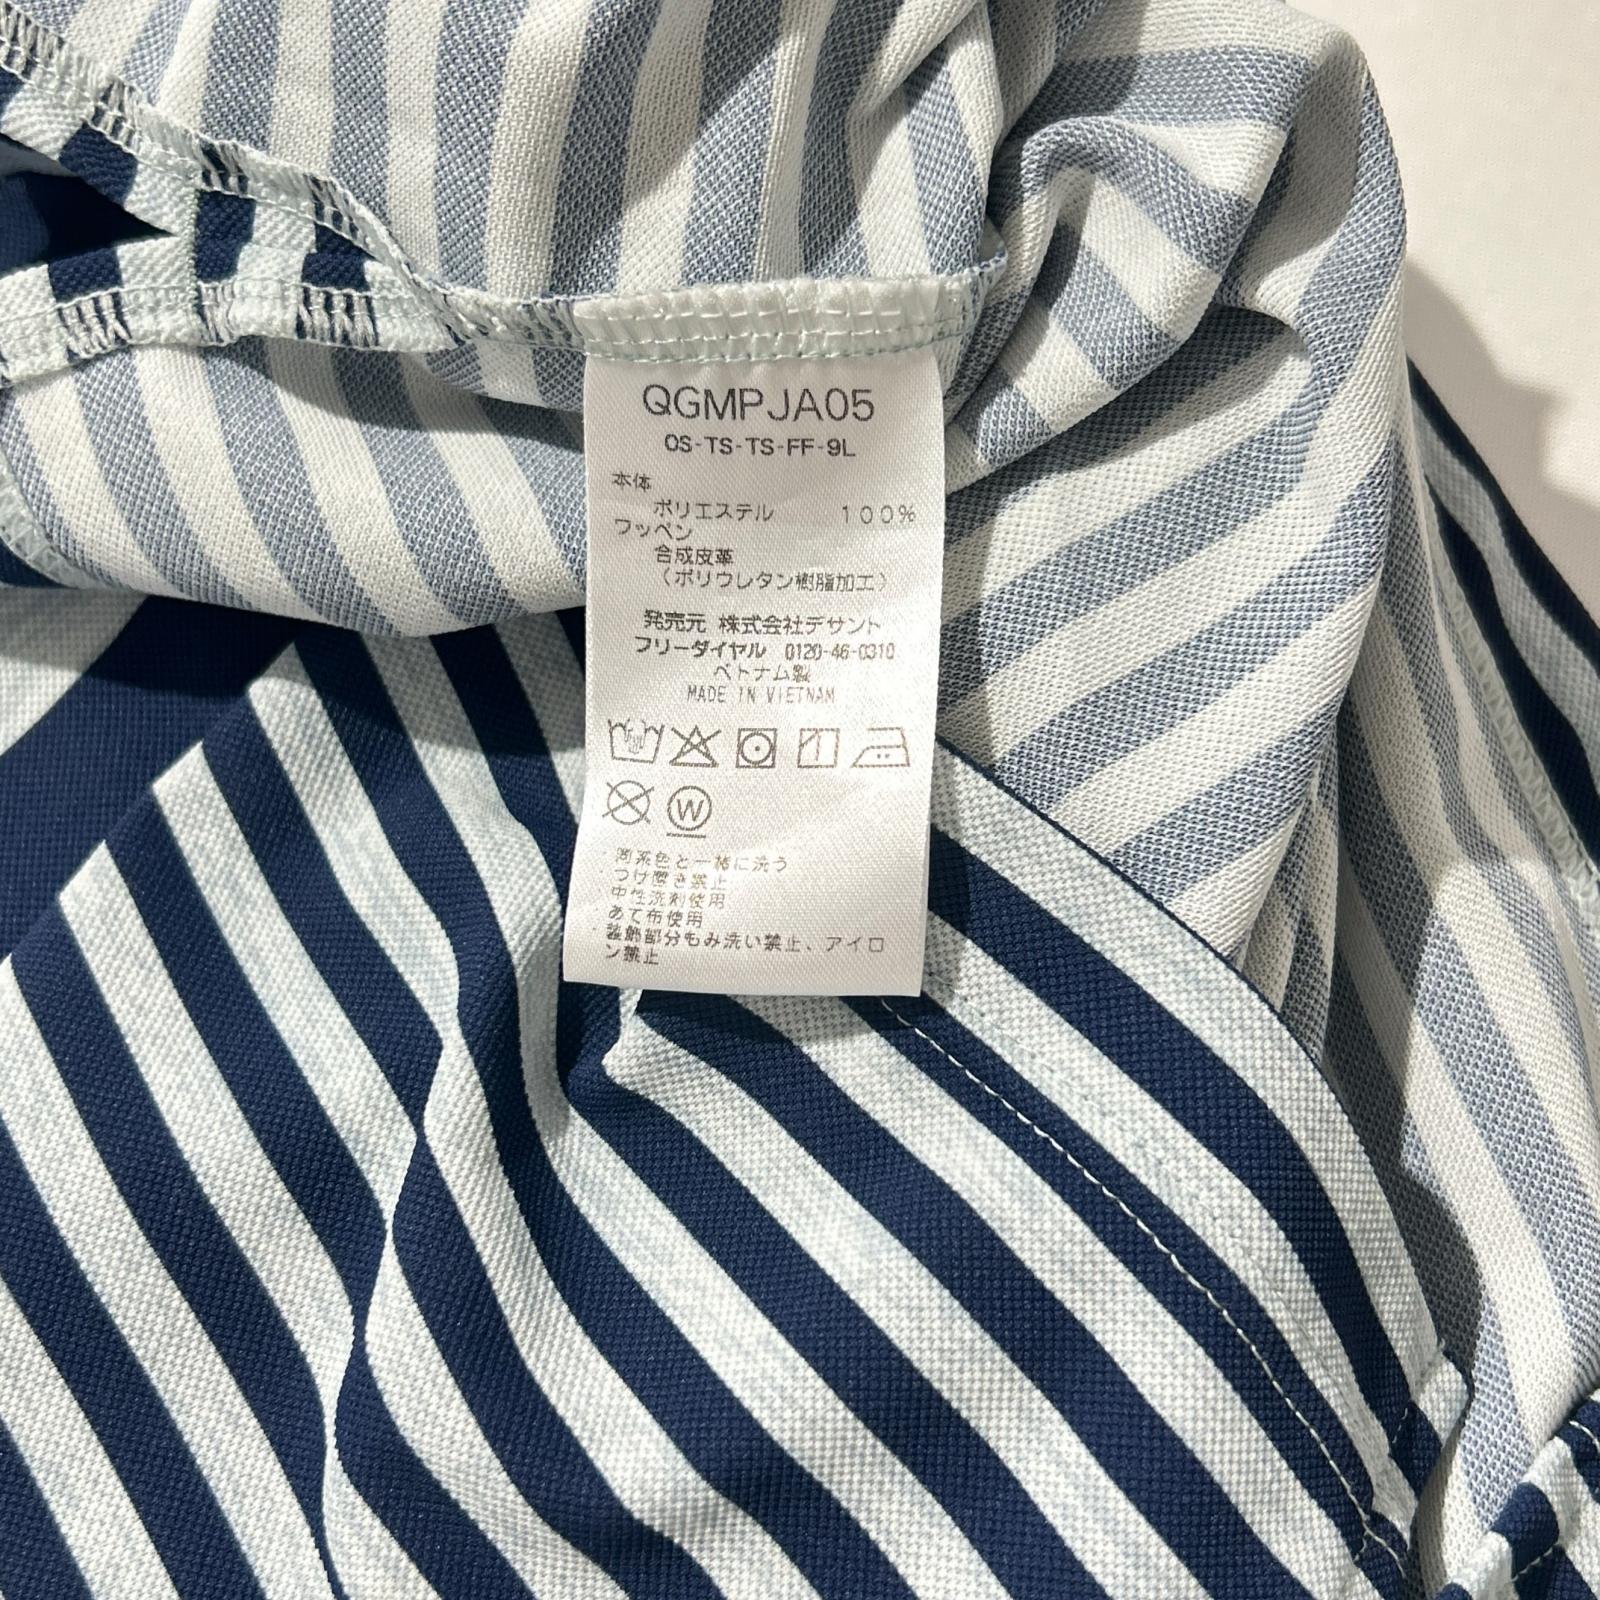 QGMPJA05
OS-TS-TS-FF-9L
本体
ポリエステル 100%
ワッペン
合成皮革
(ポリウレタン樹脂加工)
発売元 株式会社デサント
フリーダイヤル 0120-46-0310
ベトナム製
MADE IN VIETNAM
W
・同系色と一緒に洗う
・つけ置き禁止
・中性洗剤使用
・あて布使用
・装飾部分もみ洗い禁止、アイロ
ン禁止